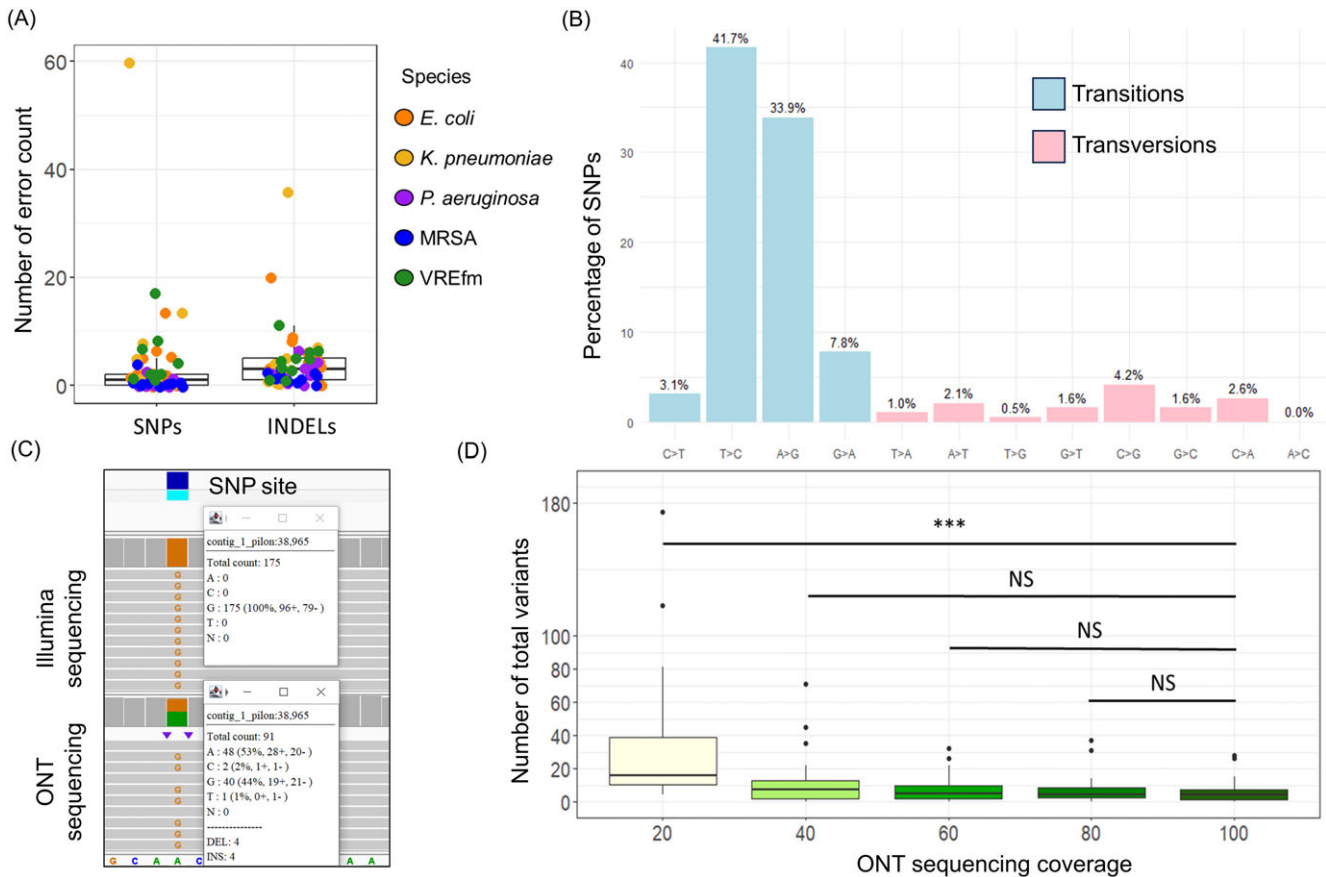 (A)
60
40
20
0
Number of error count
SNPs
INDELs
Species
E. coli
K. pneumoniae
P. aeruginosa
MRSA
VREfm
(B)
40
30
20
10
0
Percentage of SNPs
3.1%
41.7%
33.9%
7.8%
1.0%
2.1%
0.5%
1.6%
4.2%
1.6%
2.6%
0.0%
Transitions
Transversions
C>T
T>C
A>G
G>A
T>A
A>T
T>G
G>T
C>G
G>C
C>A
A>C
(C)
SNP site
Illumina sequencing
G
G
G
G
G
G
G
G
G
G
contig_1_pilon:38,965
Total count: 175
A : 0
C : 0
G : 175 (100%, 96+, 79- )
T : 0
N : 0
ONT sequencing
G
G
G
G
G
G
G
contig_1_pilon:38,965
Total count: 91
A : 48 (53%, 28+, 20- )
C : 2 (2%, 1+, 1- )
G : 40 (44%, 19+, 21- )
T : 1 (1%, 0+, 1- )
N : 0
---------------
DEL: 4
INS: 4
G C A A C A A
(D)
180
100
80
60
40
20
0
Number of total variants
***
NS
NS
NS
20
40
60
80
100
ONT sequencing coverage